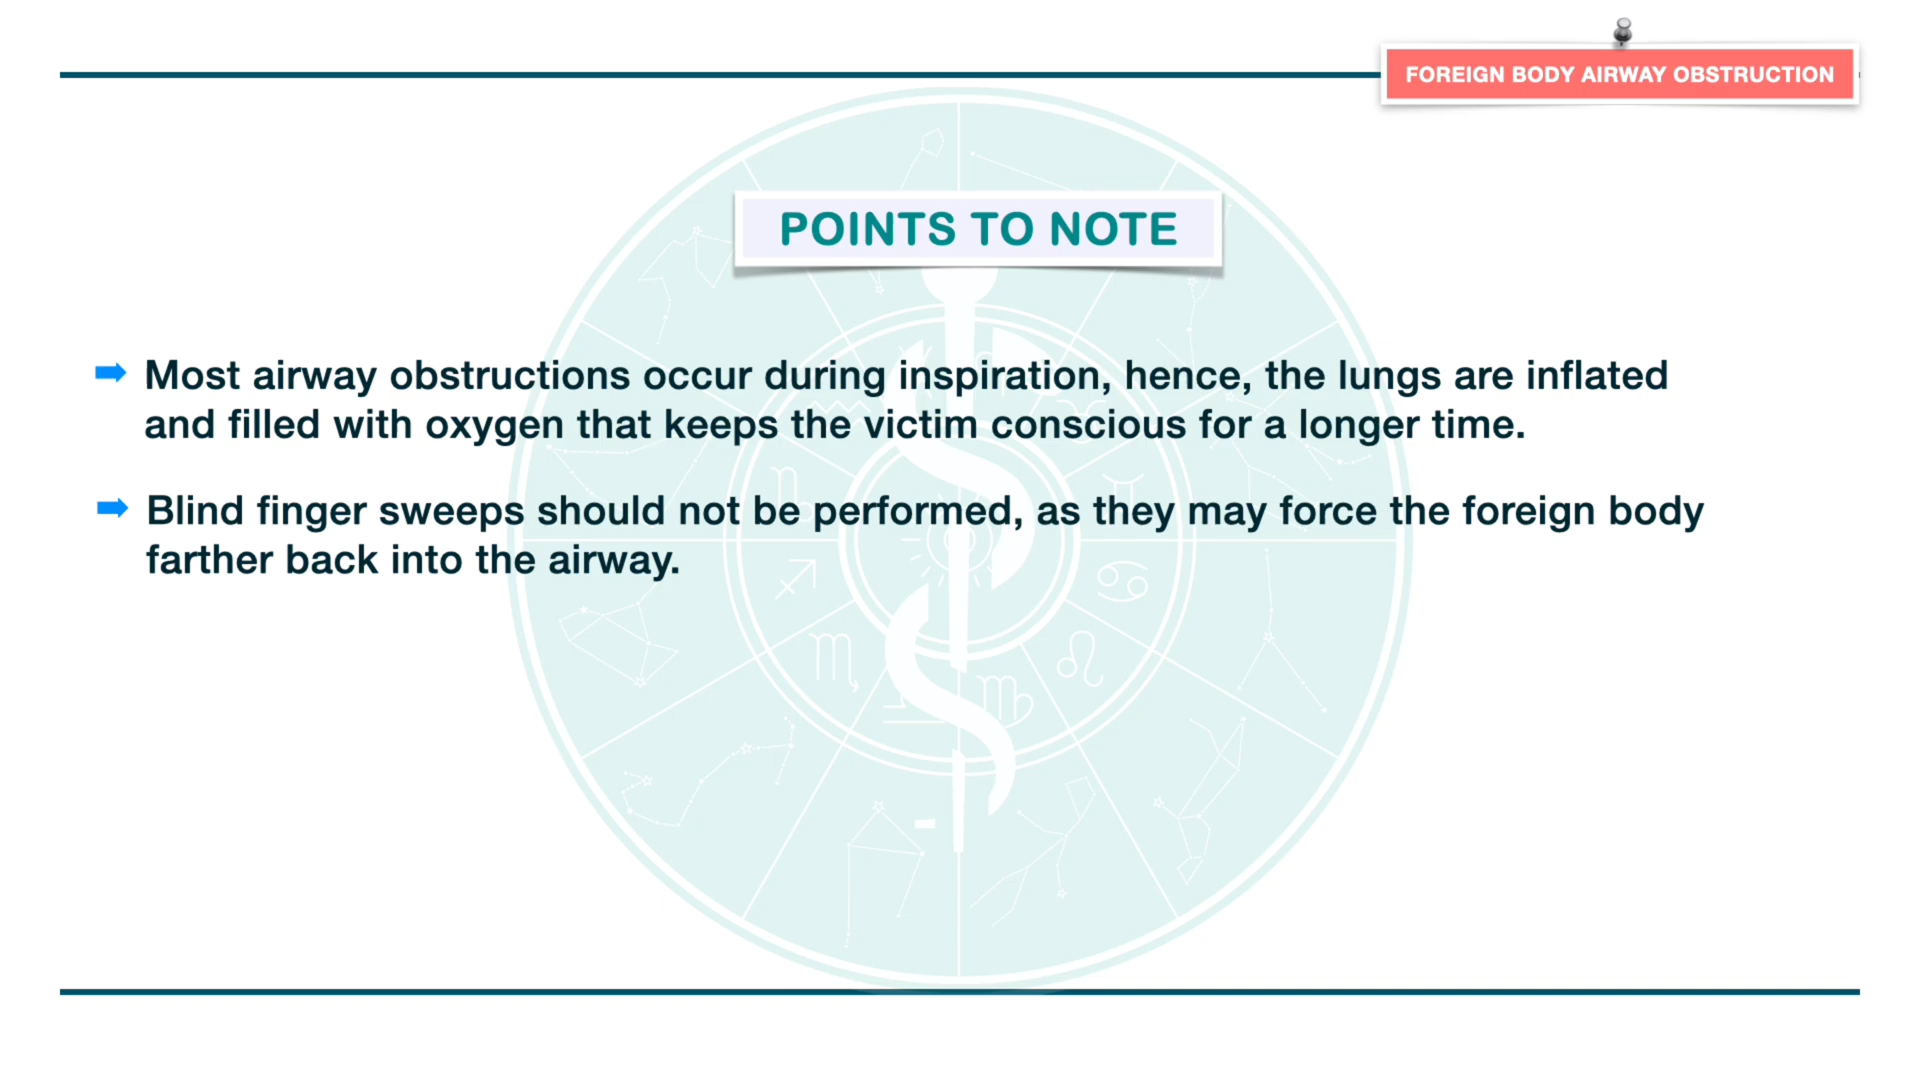 FOREIGN BODY AIRWAY OBSTRUCTION
POINTS TO NOTE
Most airway obstructions occur during inspiration, hence, the lungs are inflated
and filled with oxygen that keeps the victim conscious for a longer time.
Blind finger sweeps should not be performed, as they may force the foreign body
farther back into the airway.